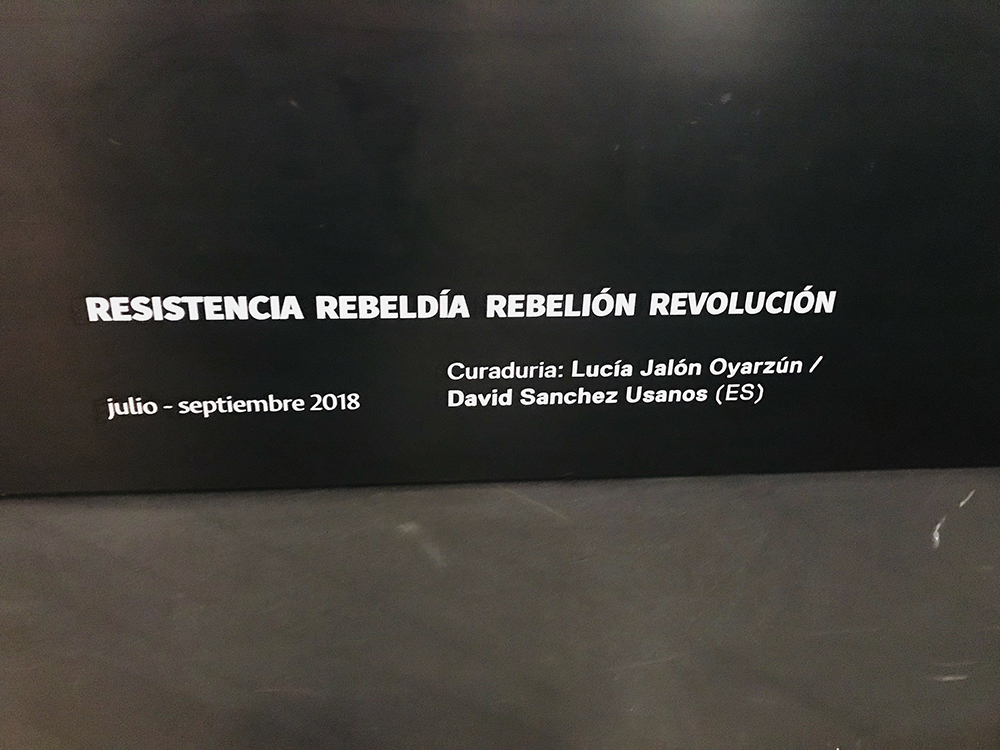 RESISTENCIA REBELDÍA REBELIÓN REVOLUCIÓN
julio - septiembre 2018
Curaduria: Lucía Jalón Oyarzún /
David Sanchez Usanos (ES)